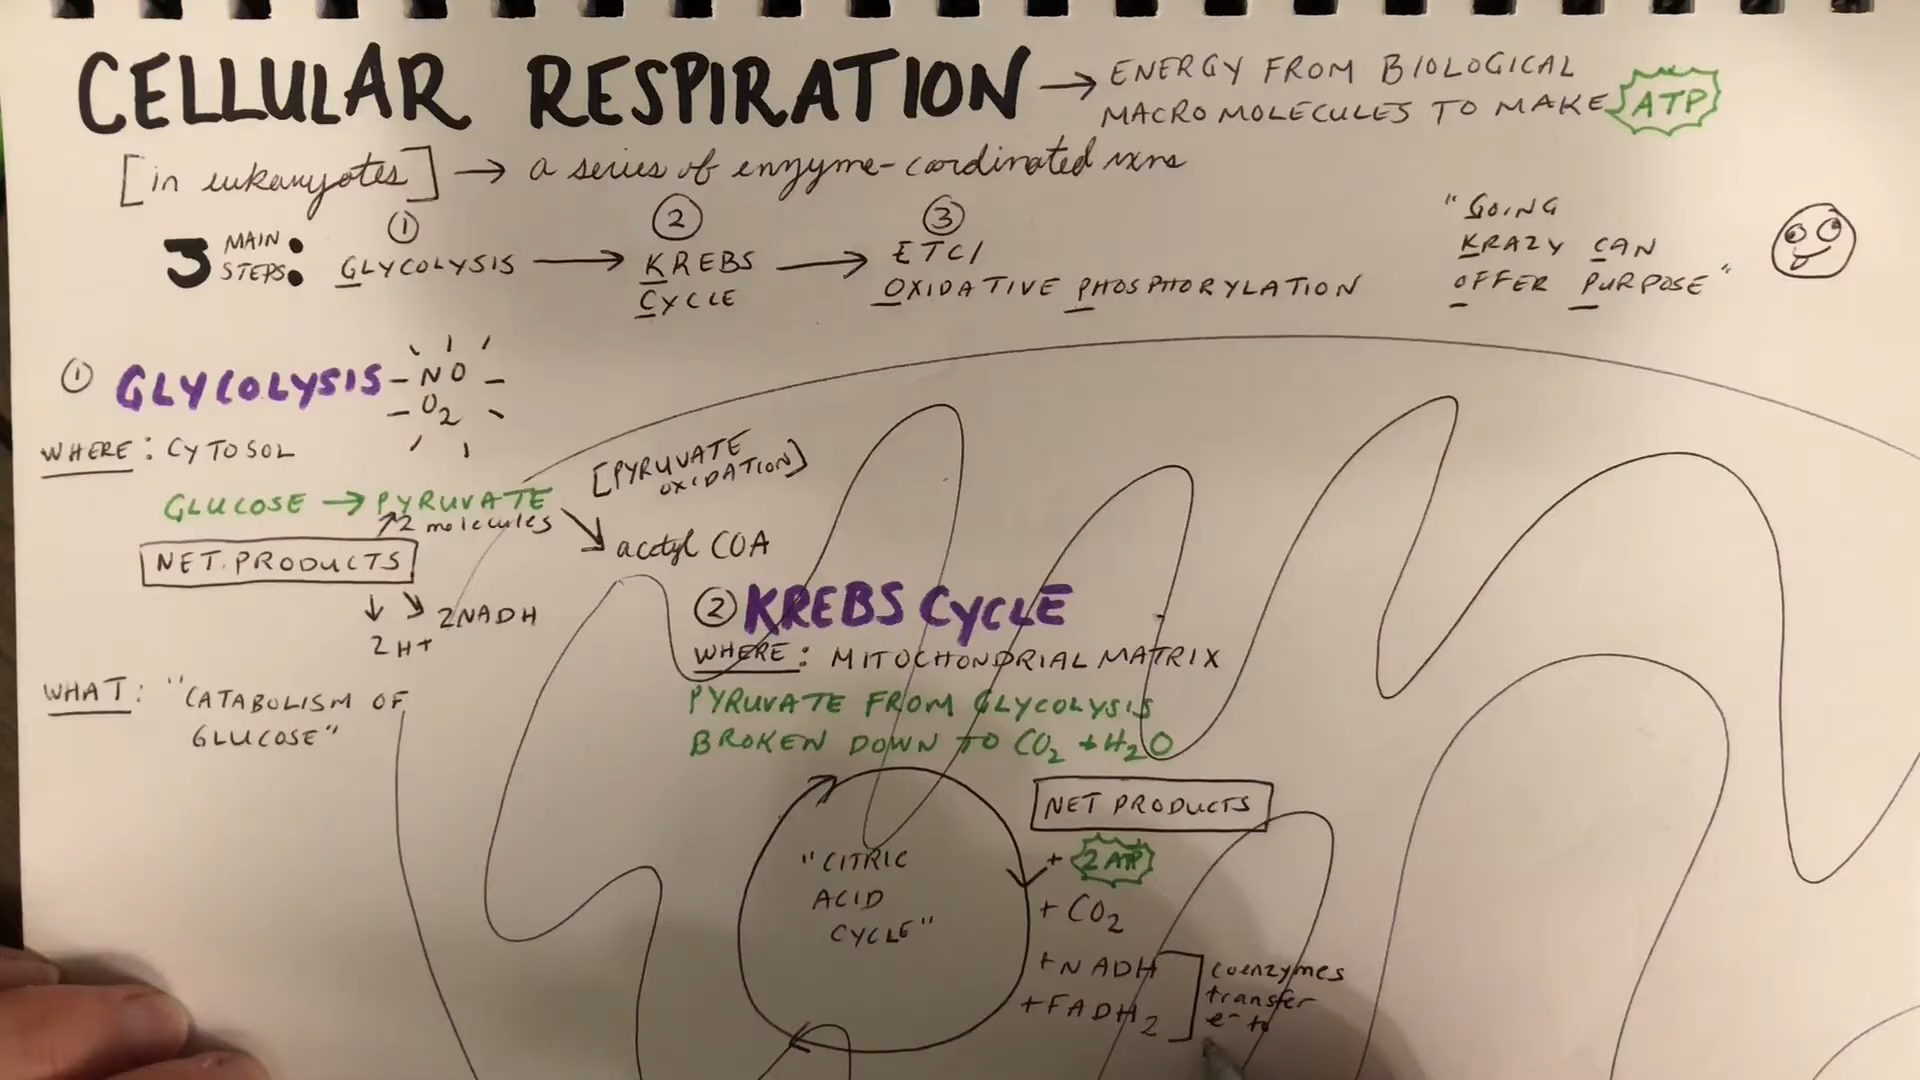 CELLULAR RESPIRATION → ENERGY FROM BIOLOGICAL
MACROMOLECULES TO MAKE ATP
[in eukaryotes] → a series of enzyme-cordinated rxns
3 MAIN STEPS:
① GLYCOLYSIS →
② KREBS CYCLE →
③ ETC/
OXIDATIVE PHOSPHORYLATION
"GOING
KRAZY CAN
OFFER PURPOSE"
① GLYCOLYSIS - NO
O2
WHERE: CYTOSOL
GLUCOSE → PYRUVATE
2 molecules
NET PRODUCTS
2NADH
2H+
WHAT: "CATABOLISM OF
GLUCOSE"
[PYRUVATE
OXIDATION]
acetyl COA
② KREBS CYCLE
WHERE: MITOCHONDRIAL MATRIX
PYRUVATE FROM GLYCOLYSIS
BROKEN DOWN TO CO2 + H2O
"CITRIC
ACID
CYCLE"
NET PRODUCTS
+ 2 ATP
+ CO2
+ NADH
+ FADH2
coenzymes
transfer
e- to